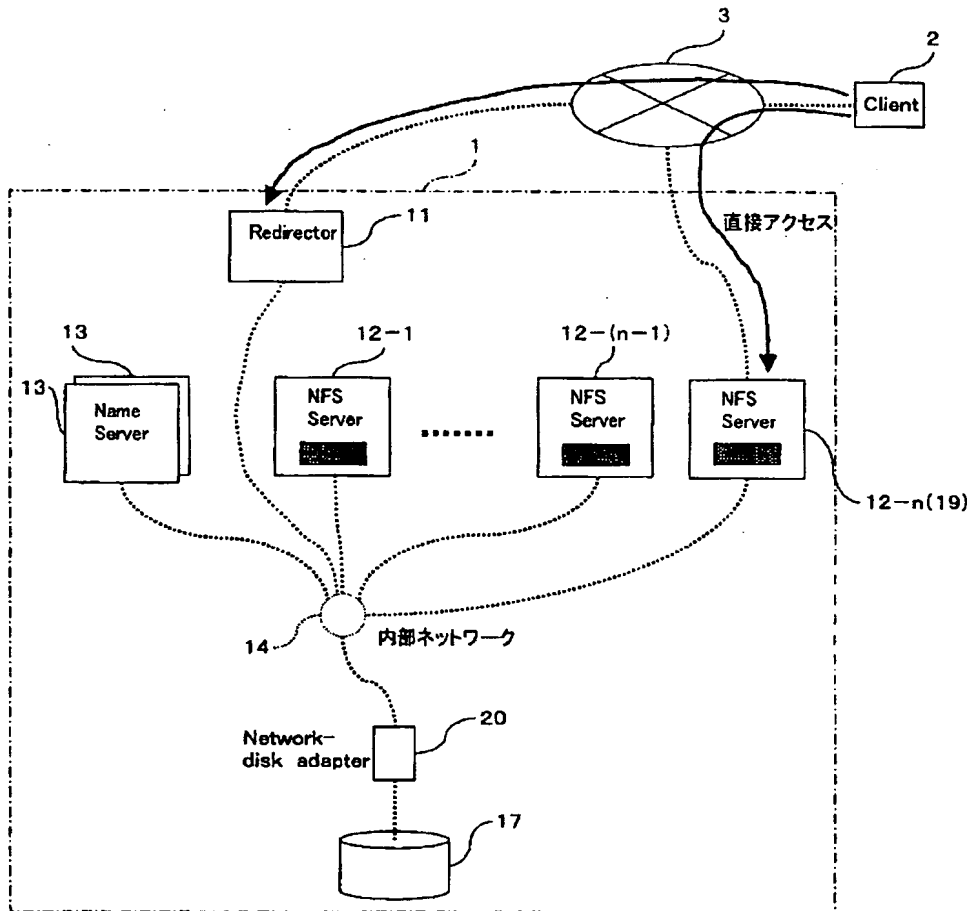 3
2
Client
1
Redirector
11
直接アクセス
13
13
Name
Server
12-1
NFS
Server
12-(n-1)
NFS
Server
NFS
Server
12-n(19)
14
内部ネットワーク
Network-
disk adapter
20
17